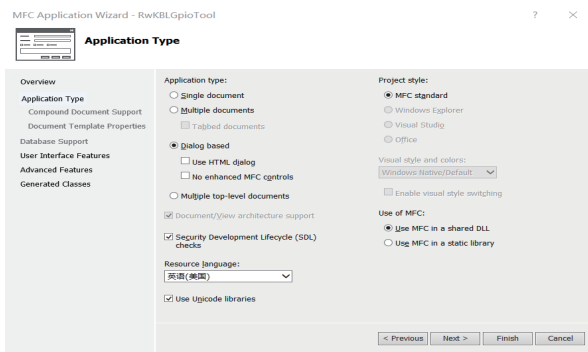 MFC Application Wizard - RwKBLGpioTool
? ×
Application Type
Overview
Application Type
Compound Document Support
Document Template Properties
Database Support
User Interface Features
Advanced Features
Generated Classes
Application type:
Single document
Multiple documents
Tabbed documents
Dialog based
Use HTML dialog
No enhanced MFC controls
Multiple top-level documents
Document/View architecture support
Security Development Lifecycle (SDL)
checks
Resource language:
英语(美国)
Use Unicode libraries
Project style:
MFC standard
Windows Explorer
Visual Studio
Office
Visual style and colors:
Windows Native/Default
Enable visual style switching
Use of MFC:
Use MFC in a shared DLL
Use MFC in a static library
< Previous
Next >
Finish
Cancel